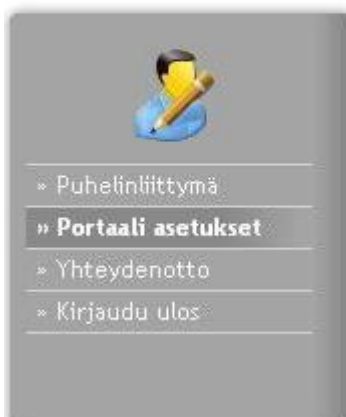 » Puhelinliittymä
» Portaali asetukset
» Yhteydenotto
» Kirjaudu ulos